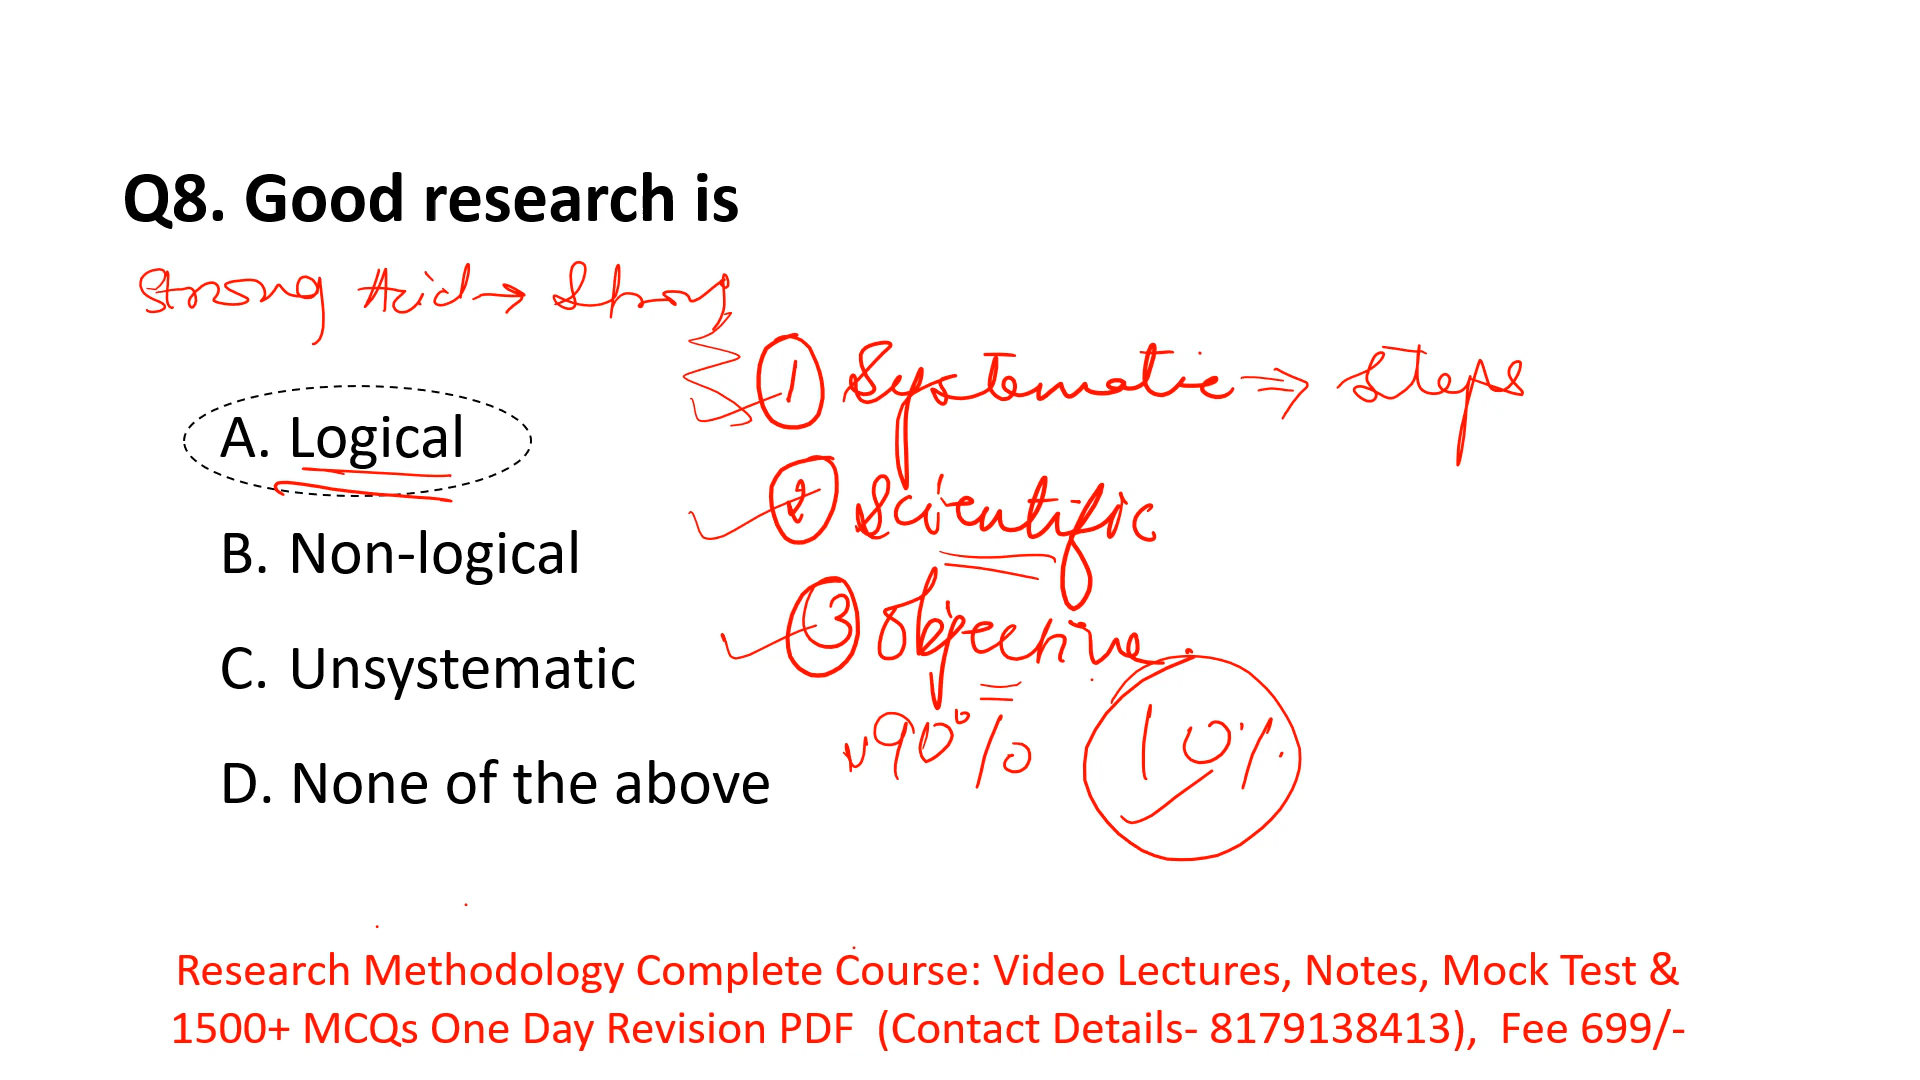 Q8. Good research is
Strong Acid → Strong
1 Systematic ⇒ Steps
A. Logical
2 Scientific
B. Non-logical
3 Objective
C. Unsystematic
90% 10%
D. None of the above
Research Methodology Complete Course: Video Lectures, Notes, Mock Test &
1500+ MCQs One Day Revision PDF (Contact Details- 8179138413), Fee 699/-